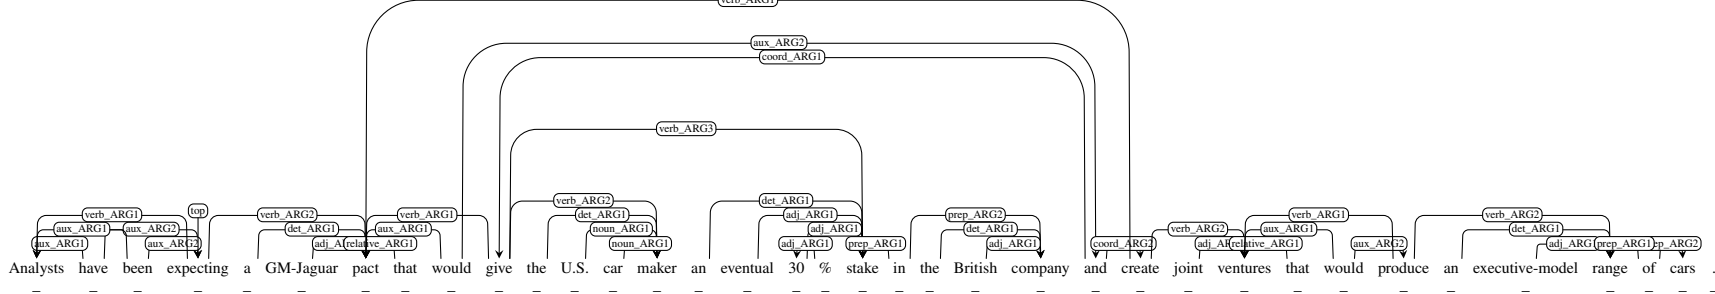 verb_ARG1
aux_ARG2
coord_ARG1
verb_ARG3
verb_ARG2 det_ARG1
top
verb_ARG1 verb_ARG2 verb_ARG1 det_ARG1 adj_ARG1 prep_ARG2 verb_ARG1 verb_ARG2
aux_ARG1 aux_ARG2 det_ARG1 aux_ARG1 noun_ARG1 adj_ARG1 det_ARG1 verb_ARG2 aux_ARG1 det_ARG1
aux_ARG1 aux_ARG2 relative_ARG1 noun_ARG1 adj_ARG1 prep_ARG1 adj_ARG1 coord_ARG2 relative_ARG1 aux_ARG2 prep_ARG1
Analysts have been expecting a GM-Jaguar pact that would give the U.S. car maker an eventual 30 % stake in the British company and create joint ventures that would produce an executive-model range of cars .